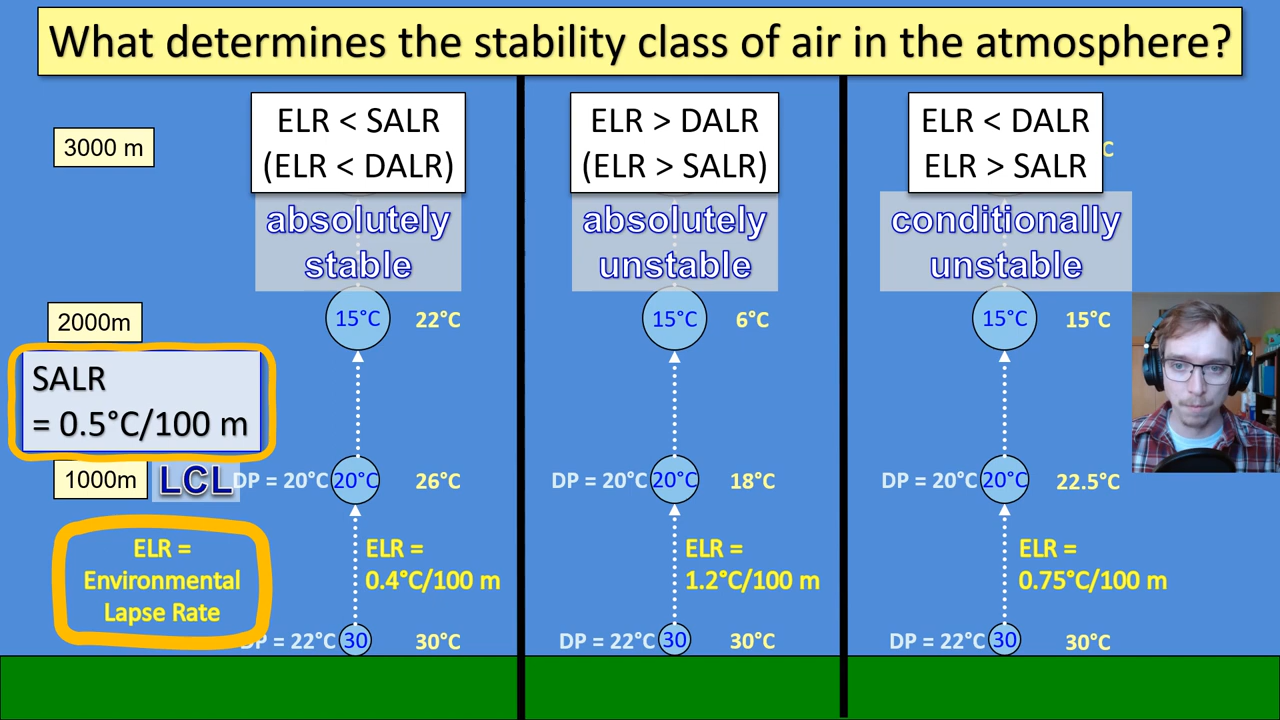 What determines the stability class of air in the atmosphere?
ELR < SALR
(ELR < DALR)
ELR > DALR
(ELR > SALR)
ELR < DALR
ELR > SALR
3000 m
C
absolutely
stable
absolutely
unstable
conditionally
unstable
2000m
15°C 22°C
15°C 6°C
15°C 15°C
SALR
= 0.5°C/100 m
1000m LCL DP = 20°C 20°C 26°C
DP = 20°C 20°C 18°C
DP = 20°C 20°C 22.5°C
ELR =
Environmental
Lapse Rate
ELR =
0.4°C/100 m
ELR =
1.2°C/100 m
ELR =
0.75°C/100 m
DP = 22°C 30 30°C
DP = 22°C 30 30°C
DP = 22°C 30 30°C